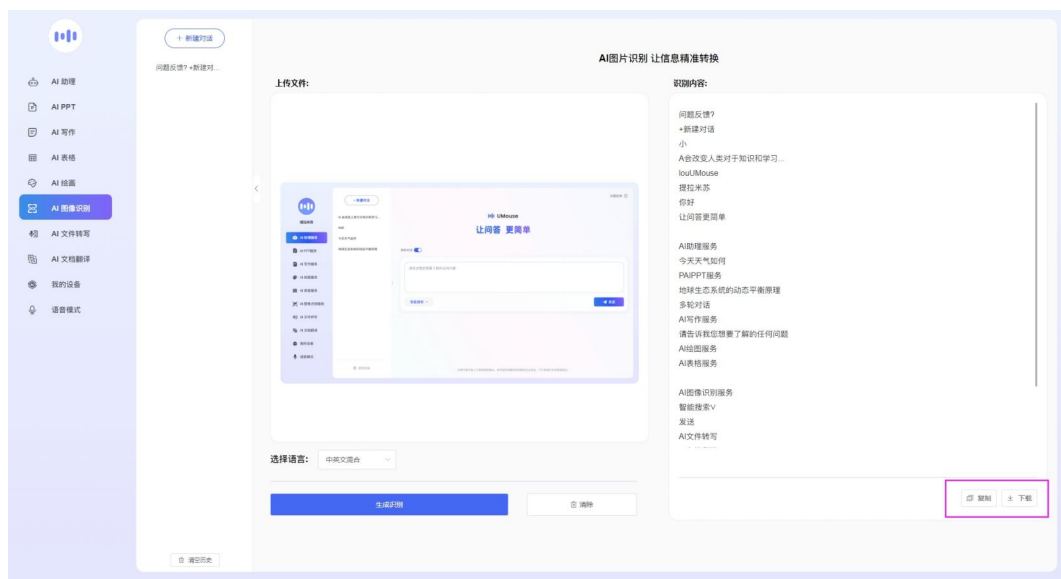 + 新建对话
问题反馈? +新建对...
AI 助理
AI PPT
AI 写作
AI 表格
AI 绘画
AI 图像识别
AI 文件转写
AI 文档翻译
我的设备
语音模式
清空历史
AI图片识别 让信息精准转换
上传文件:
+ 新建对话
UMouse
让问答 更简单
选择语言:
中英文混合
生成识别
清除
识别内容:
问题反馈?
+新建对话
小
A会改变人类对于知识和学习...
louUMouse
提拉米苏
你好
让问答更简单
AI助理服务
今天天气如何
PAIPPT服务
地球生态系统的动态平衡原理
多轮对话
AI写作服务
请告诉我您想要了解的任何问题
AI绘图服务
AI表格服务
AI图像识别服务
智能搜索V
发送
AI文件转写
复制
下载